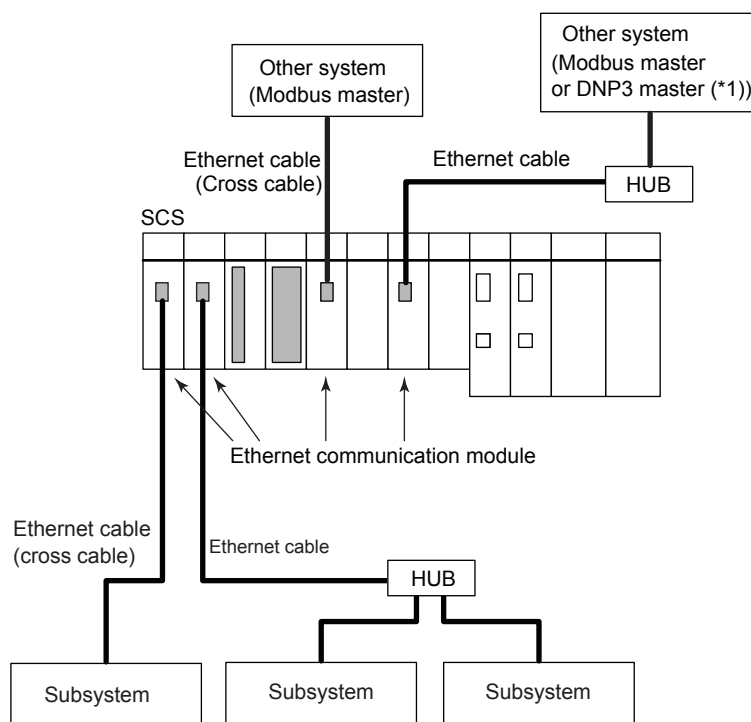 Other system
(Modbus master)
Other system
(Modbus master
or DNP3 master (*1))
Ethernet cable
(Cross cable)
Ethernet cable
HUB
SCS
Ethernet communication module
Ethernet cable
(cross cable)
Ethernet cable
HUB
Subsystem
Subsystem
Subsystem